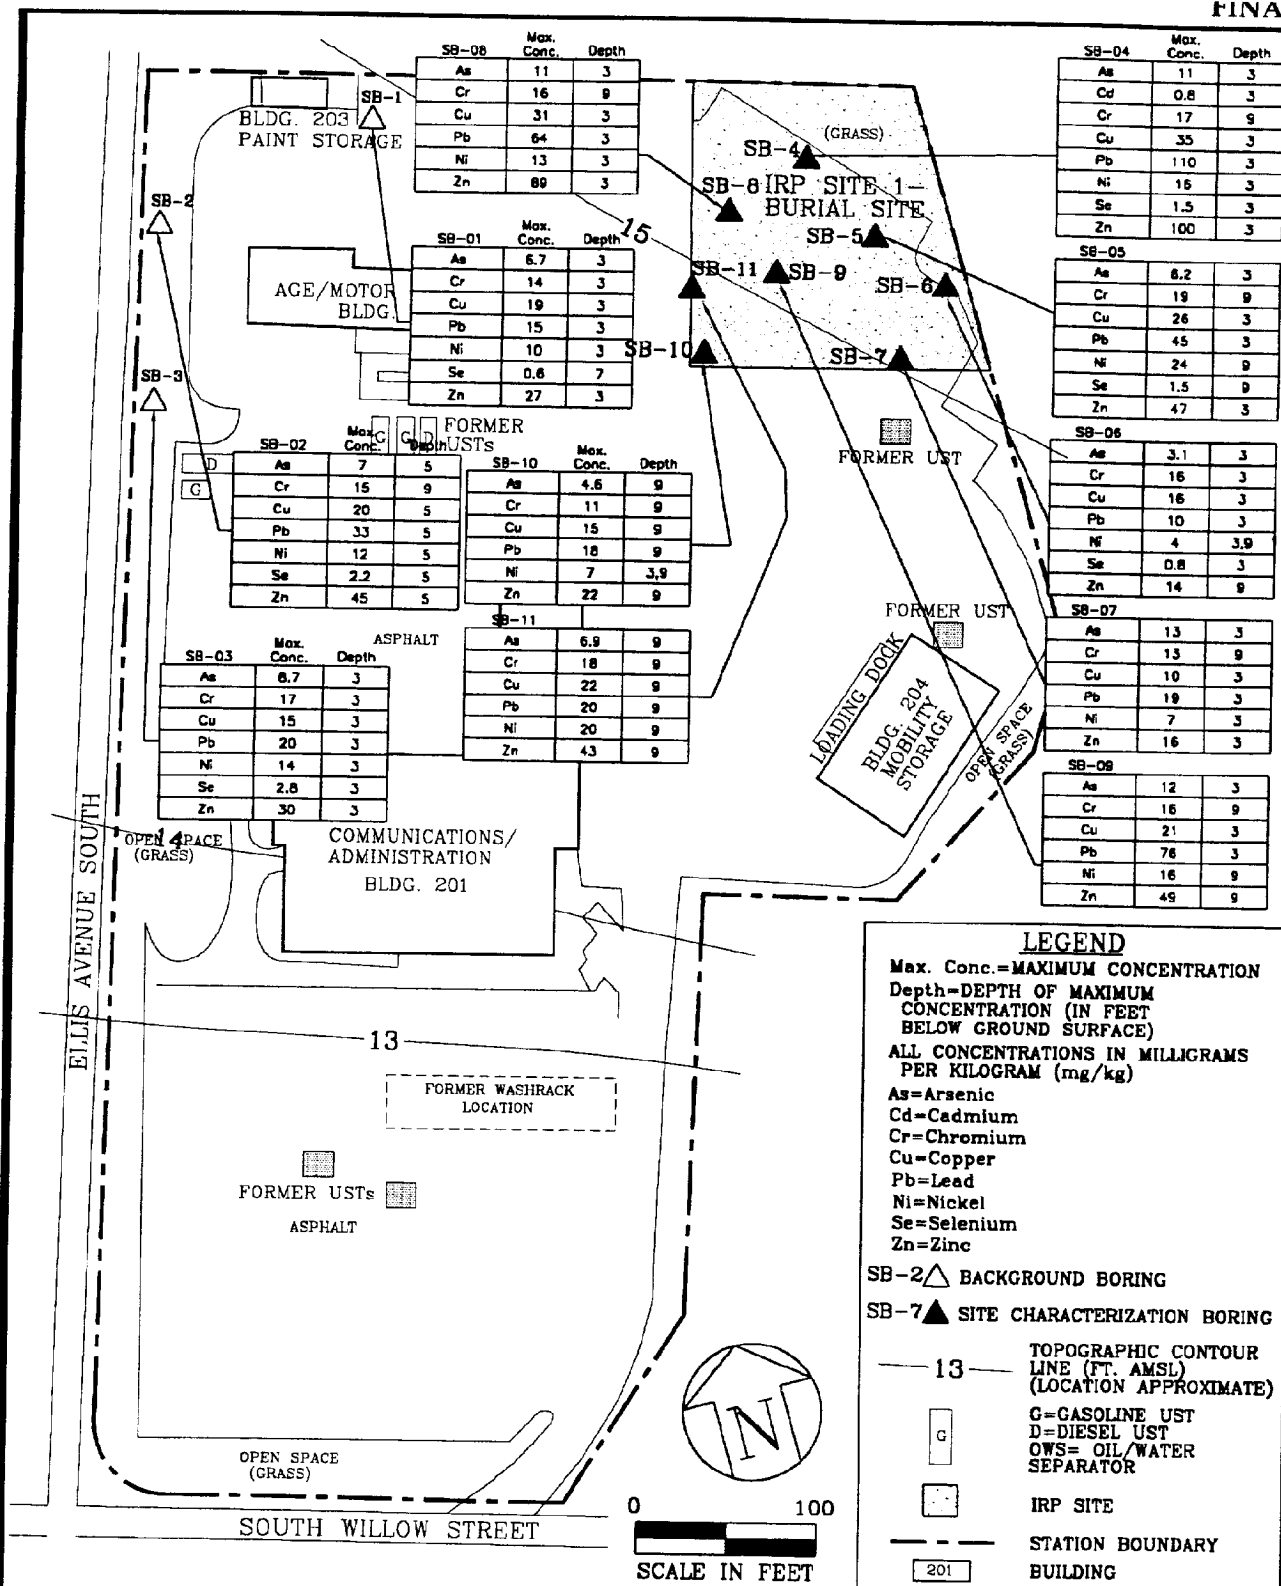 FINA
SB-08 Max. Conc. Depth
As 11 3
Cr 16 9
Cu 31 3
Pb 64 3
Ni 13 3
Zn 89 3
SB-04 Max. Conc. Depth
As 11 3
Cd 0.8 3
Cr 17 9
Cu 35 3
Pb 110 3
Ni 3
Se 1.5 3
Zn 100 3
SB-1
BLDG. 203
PAINT STORAGE
SB-2
(GRASS)
SB-4
SB-8
IRP SITE 1-
BURIAL SITE
SB-5
15
SB-11
SB-9
SB-6
SB-10
SB-7
SB-01 Max. Conc. Depth
As 6.7 3
Cr 14 3
Cu 19 3
Pb 15 3
Ni 10 3
Se 0.6 7
Zn 27 3
SB-05
As 3
Cr 19 9
Cu 26 3
Pb 45 3
Ni 24 9
Se 1.5 9
Zn 47 3
AGE/MOTOR
BLDG.
SB-3
G G D
FORMER
USTs
D
G
FORMER UST
SB-02 Max. Conc. Depth
As 7 5
Cr 15 9
Cu 20 5
Pb 33 5
Ni 12 5
Se 2.2 5
Zn 45 5
SB-10 Max. Conc. Depth
As 4.6 9
Cr 11 9
Cu 15 9
Pb 18 9
Ni 7 3,9
Zn 22 9
SB-06
As 3.1 3
Cr 16 3
Cu 16 3
Pb 10 3
Ni 4 3,9
Se 0.8 3
Zn 14 9
SB-11
As 6.9 9
Cr 18 9
Cu 22 9
Pb 20 9
Ni 20 9
Zn 43 9
FORMER UST
SB-07
As 13 3
Cr 13 9
Cu 10 3
Pb 19 3
Ni 7 3
Zn 16 3
ASPHALT
SB-03 Max. Conc. Depth
As 3
Cr 17 3
Cu 15 3
Pb 20 3
Ni 14 3
Se 2.8 3
Zn 30 3
LOADING DOCK
BLDG. 204
MOBILITY
STORAGE
OPEN SPACE
(GRASS)
SB-09
As 12 3
Cr 16 9
Cu 21 3
Pb 76 3
Ni 16 9
Zn 49 9
14
OPEN SPACE
(GRASS)
COMMUNICATIONS/
ADMINISTRATION
BLDG. 201
ELLIS AVENUE SOUTH
13
FORMER WASHRACK
LOCATION
FORMER USTs
ASPHALT
OPEN SPACE
(GRASS)
SOUTH WILLOW STREET
N
0 100
SCALE IN FEET
LEGEND
Max. Conc.=MAXIMUM CONCENTRATION
Depth=DEPTH OF MAXIMUM
CONCENTRATION (IN FEET
BELOW GROUND SURFACE)
ALL CONCENTRATIONS IN MILLIGRAMS
PER KILOGRAM (mg/kg)
As=Arsenic
Cd=Cadmium
Cr=Chromium
Cu=Copper
Pb=Lead
Ni=Nickel
Se=Selenium
Zn=Zinc
SB-2 BACKGROUND BORING
SB-7 SITE CHARACTERIZATION BORING
13 TOPOGRAPHIC CONTOUR
LINE (FT. AMSL)
(LOCATION APPROXIMATE)
G G=GASOLINE UST
D=DIESEL UST
OWS= OIL/WATER
SEPARATOR
IRP SITE
STATION BOUNDARY
201 BUILDING